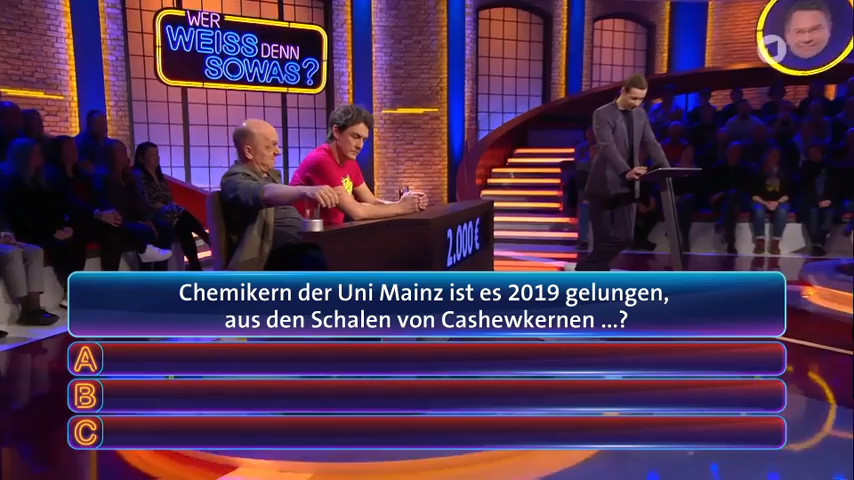 WER
WEISS DENN
SOWAS?
2.000 €
Chemikern der Uni Mainz ist es 2019 gelungen,
aus den Schalen von Cashewkernen ...?
A
B
C